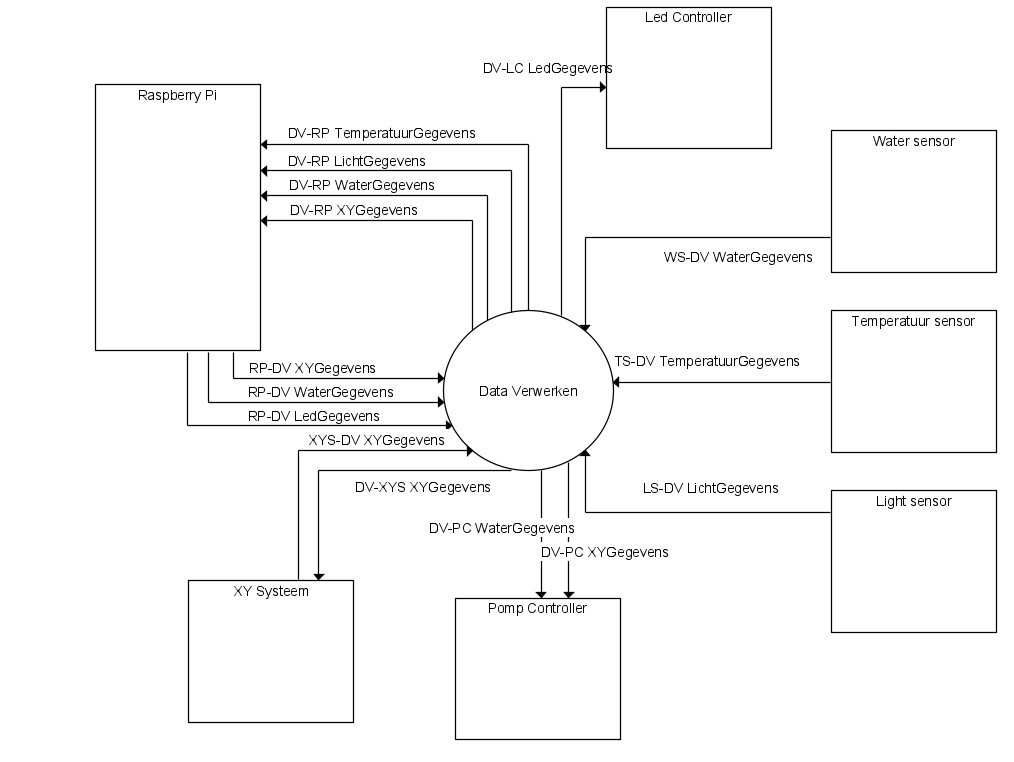 Led Controller
DV-LC LedGegevens
Raspberry Pi
DV-RP TemperatuurGegevens
DV-RP LichtGegevens
DV-RP WaterGegevens
DV-RP XYGegevens
Water sensor
WS-DV WaterGegevens
Temperatuur sensor
TS-DV TemperatuurGegevens
RP-DV XYGegevens
RP-DV WaterGegevens
RP-DV LedGegevens
Data Verwerken
XYS-DV XYGegevens
DV-XYS XYGegevens
LS-DV LichtGegevens
Light sensor
DV-PC WaterGegevens
DV-PC XYGegevens
XY Systeem
Pomp Controller